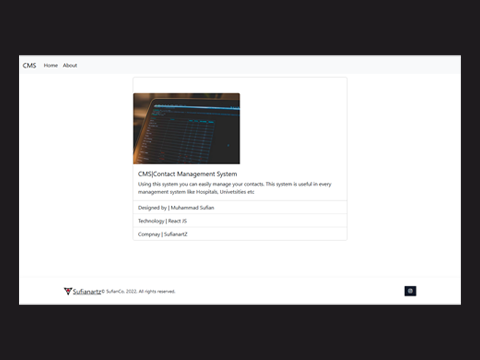 CMS Home About
CMS|Contact Management System
Using this system you can easily manage your contacts. This system is useful in every
management system like Hospitals, Univerisities etc
Designed by | Muhammad Sufian
Technology | React JS
Compnay | SufianartZ
Sufianartz © SufianCo, 2022. All rights reserved.